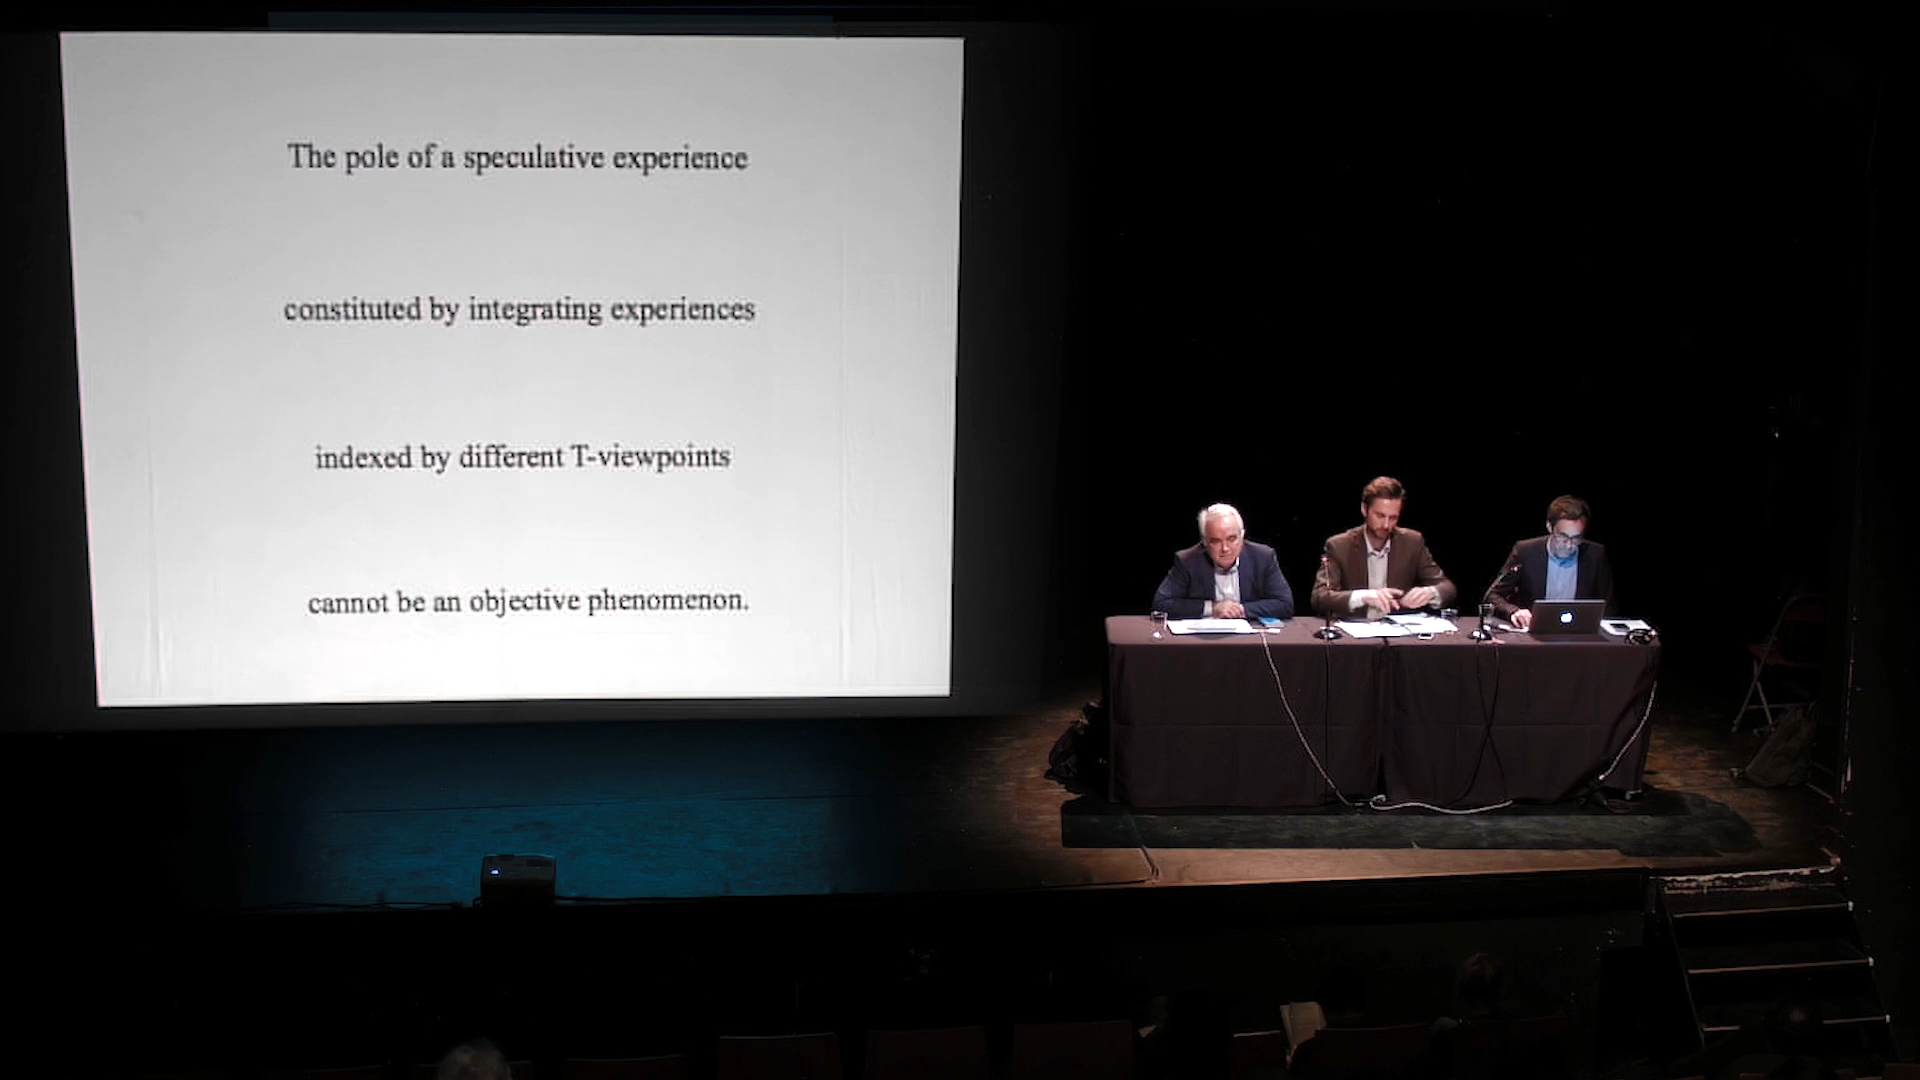 The pole of a speculative experience
constituted by integrating experiences
indexed by different T-viewpoints
cannot be an objective phenomenon.